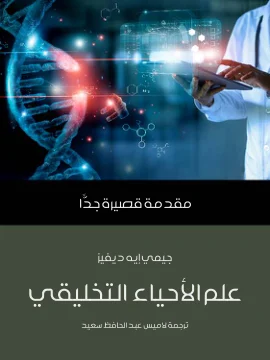 مقدمة قصيرة جدًّا
جيمي إيه ديفيز
علم الأحياء التخليقي
ترجمة لاميس عبد الحافظ سعيد